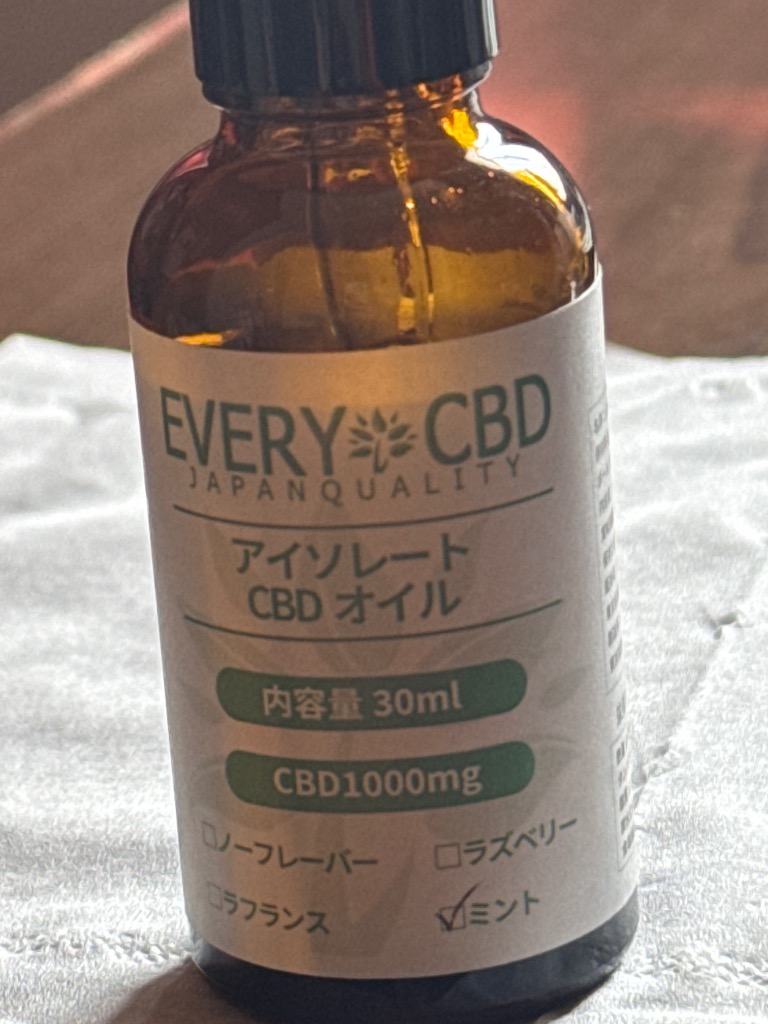 EVERY CBD
JAPANQUALITY
アイソレート
CBD オイル
内容量 30ml
CBD1000mg
□ノーフレーバー □ラズベリー
□ラフランス ☑ミント